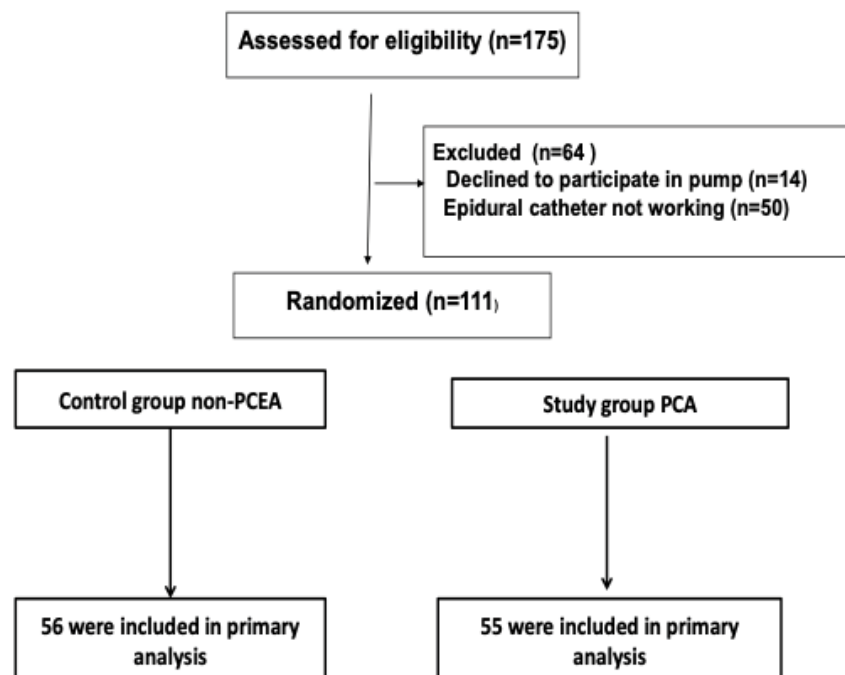 Assessed for eligibility (n=175)
Excluded (n=64 )
Declined to participate in pump (n=14)
Epidural catheter not working (n=50)
Randomized (n=111)
Control group non-PCEA
Study group PCA
56 were included in primary
analysis
55 were included in primary
analysis